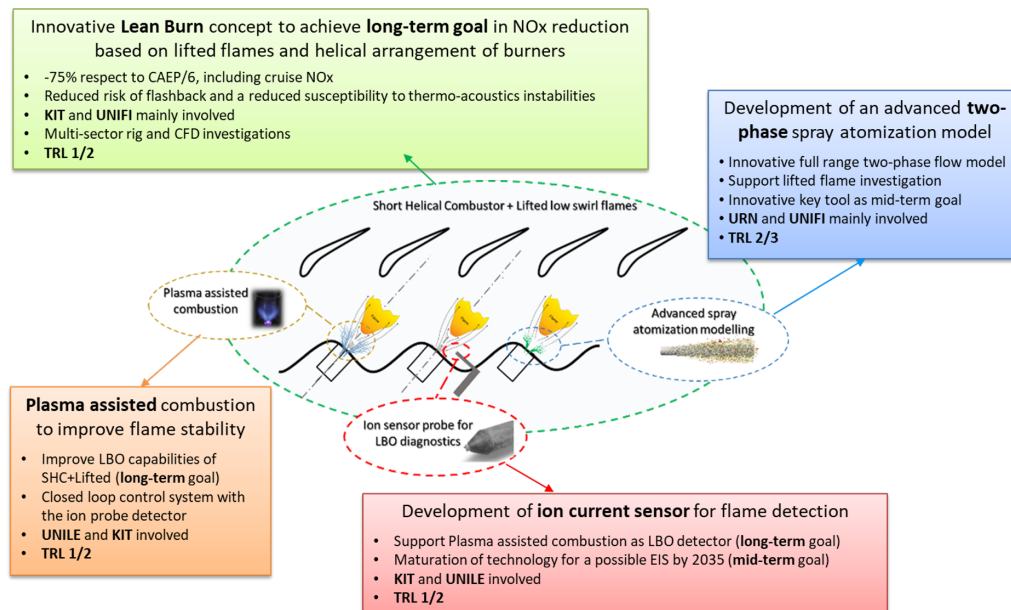 Innovative Lean Burn concept to achieve long-term goal in NOx reduction
based on lifted flames and helical arrangement of burners
• -75% respect to CAEP/6, including cruise NOx
• Reduced risk of flashback and a reduced susceptibility to thermo-acoustics instabilities
• KIT and UNIFI mainly involved
• Multi-sector rig and CFD investigations
• TRL 1/2
Development of an advanced two-
phase spray atomization model
• Innovative full range two-phase flow model
• Support lifted flame investigation
• Innovative key tool as mid-term goal
• URN and UNIFI mainly involved
• TRL 2/3
Short Helical Combustor + Lifted low swirl flames
Plasma assisted
combustion
Advanced spray
atomization modelling
Ion sensor probe for
LBO diagnostics
Plasma assisted combustion
to improve flame stability
• Improve LBO capabilities of
SHC+Lifted (long-term goal)
• Closed loop control system with
the ion probe detector
• UNILE and KIT involved
• TRL 1/2
Development of ion current sensor for flame detection
• Support Plasma assisted combustion as LBO detector (long-term goal)
• Maturation of technology for a possible EIS by 2035 (mid-term goal)
• KIT and UNILE involved
• TRL 1/2